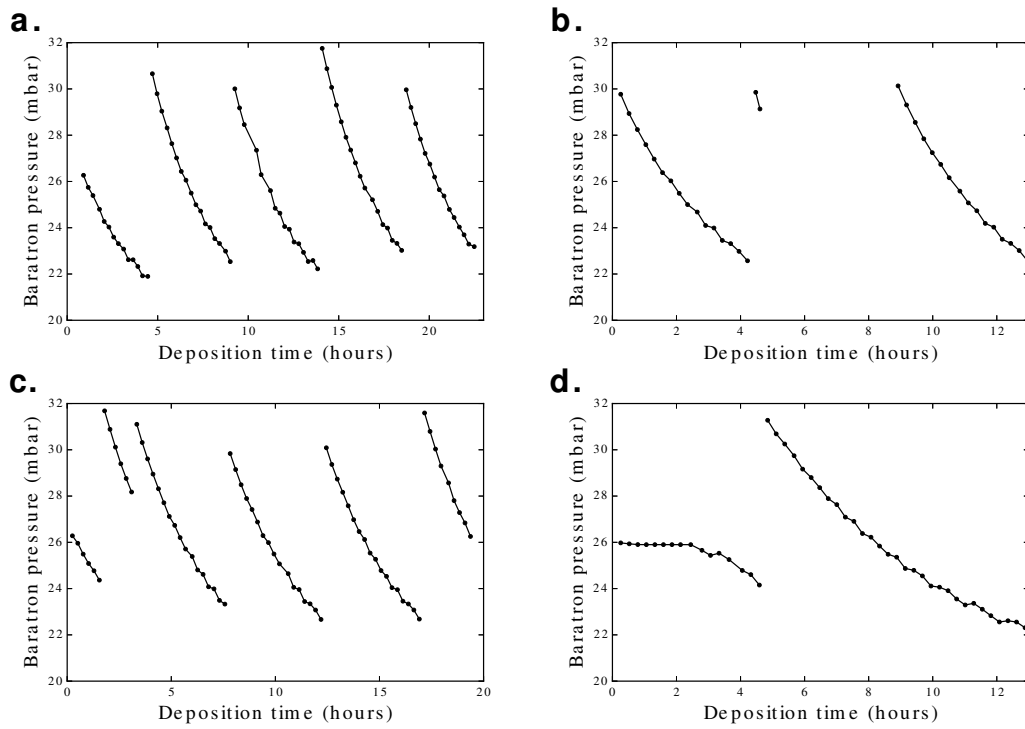 a.
32
30
28
26
24
22
20
Baratron pressure (mbar)
0 5 10 15 20
Deposition time (hours)
b.
32
30
28
26
24
22
20
Baratron pressure (mbar)
0 2 4 6 8 10 12
Deposition time (hours)
c.
32
30
28
26
24
22
20
Baratron pressure (mbar)
0 5 10 15 20
Deposition time (hours)
d.
32
30
28
26
24
22
20
Baratron pressure (mbar)
0 2 4 6 8 10 12
Deposition time (hours)